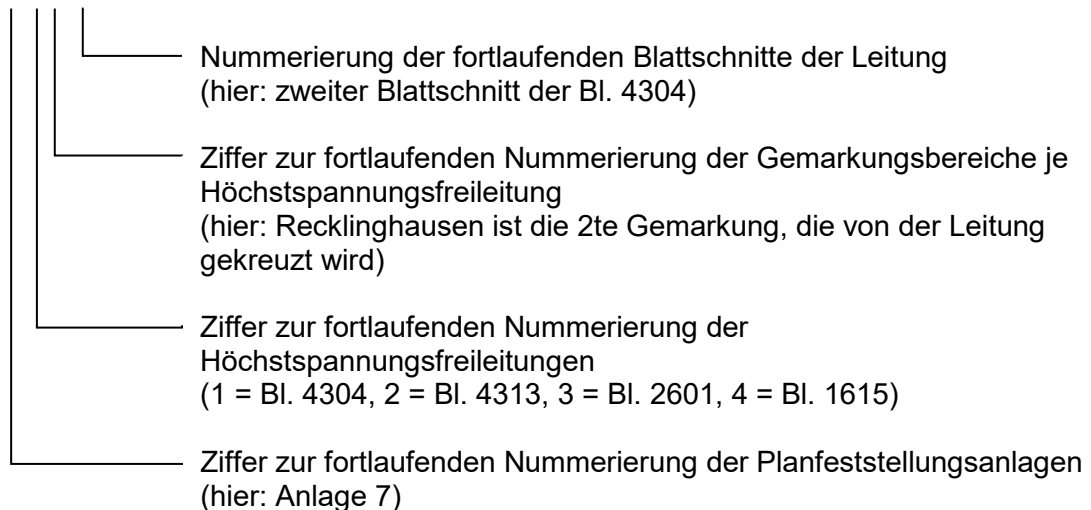 Nummerierung der fortlaufenden Blattschnitte der Leitung
(hier: zweiter Blattschnitt der Bl. 4304)
Ziffer zur fortlaufenden Nummerierung der Gemarkungsbereiche je
Höchstspannungsfreileitung
(hier: Recklinghausen ist die 2te Gemarkung, die von der Leitung
gekreuzt wird)
Ziffer zur fortlaufenden Nummerierung der
Höchstspannungsfreileitungen
(1 = Bl. 4304, 2 = Bl. 4313, 3 = Bl. 2601, 4 = Bl. 1615)
Ziffer zur fortlaufenden Nummerierung der Planfeststellungsanlagen
(hier: Anlage 7)